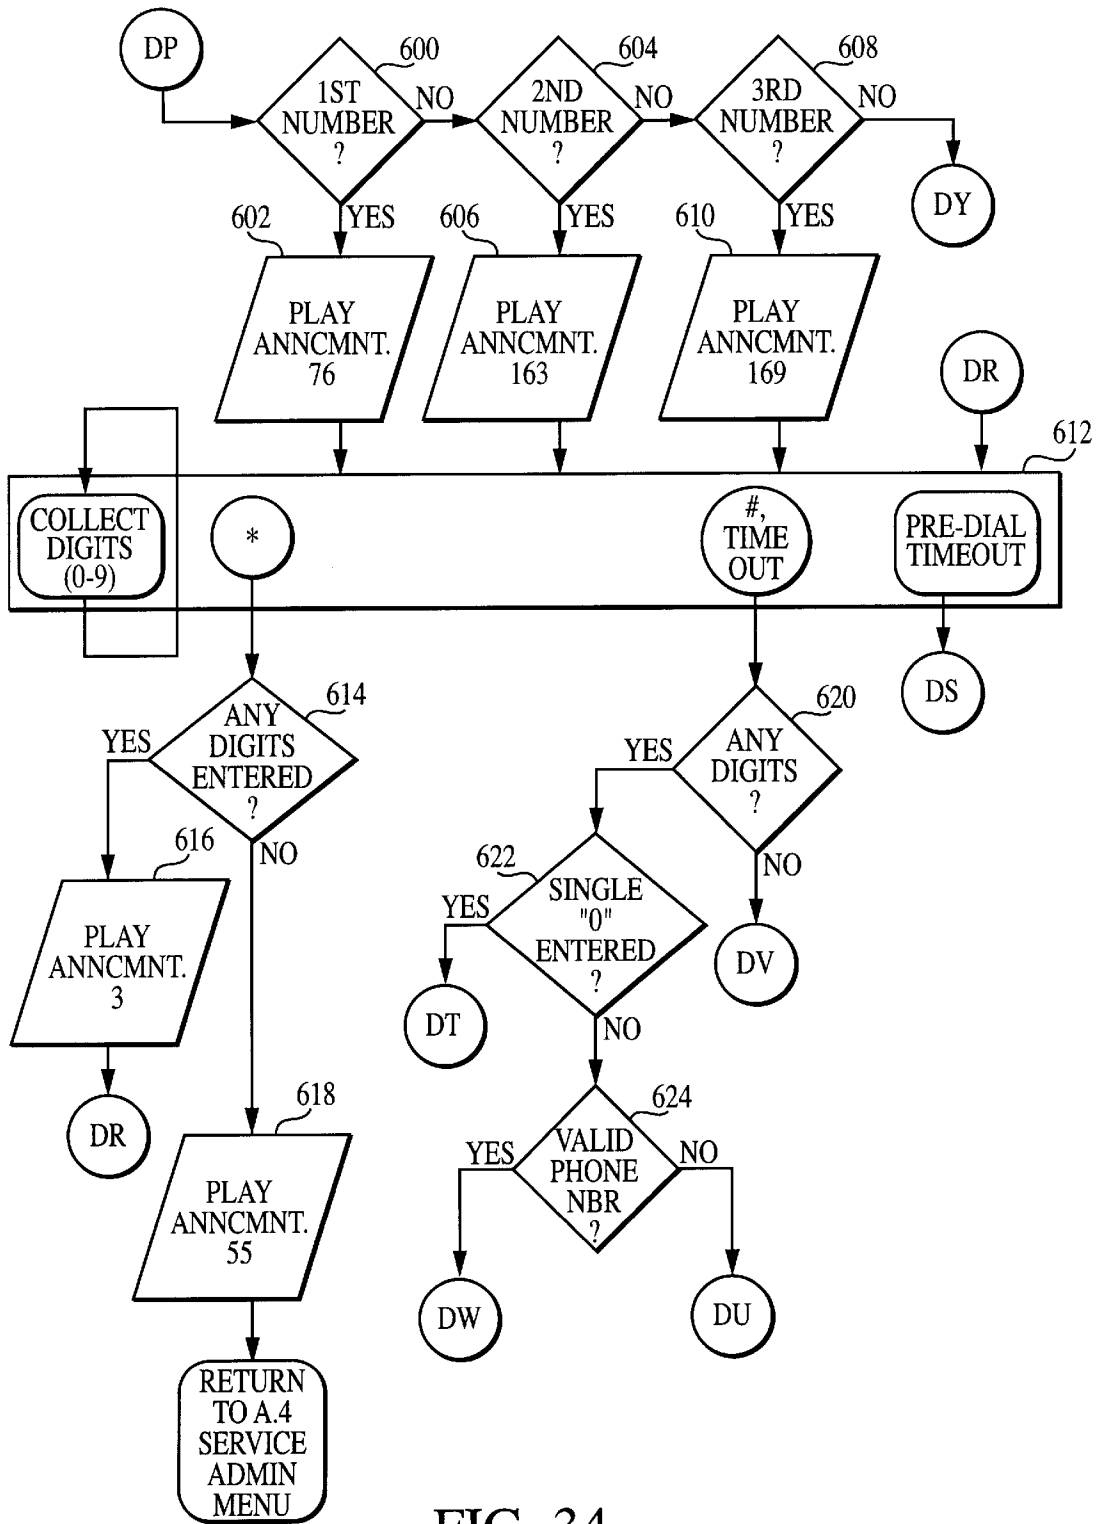 DP
600
1ST
NUMBER
?
NO
YES
604
2ND
NUMBER
?
NO
YES
608
3RD
NUMBER
?
NO
YES
DY
602
PLAY
ANNCMNT.
76
606
PLAY
ANNCMNT.
163
610
PLAY
ANNCMNT.
169
DR
612
COLLECT
DIGITS
(0-9)
*
#,
TIME
OUT
PRE-DIAL
TIMEOUT
DS
614
ANY
DIGITS
ENTERED
?
YES
NO
616
PLAY
ANNCMNT.
3
DR
618
PLAY
ANNCMNT.
55
RETURN
TO A.4
SERVICE
ADMIN
MENU
620
ANY
DIGITS
?
YES
NO
DV
622
SINGLE
"0"
ENTERED
?
YES
NO
DT
624
VALID
PHONE
NBR
?
YES
NO
DW
DU
FIG. 34